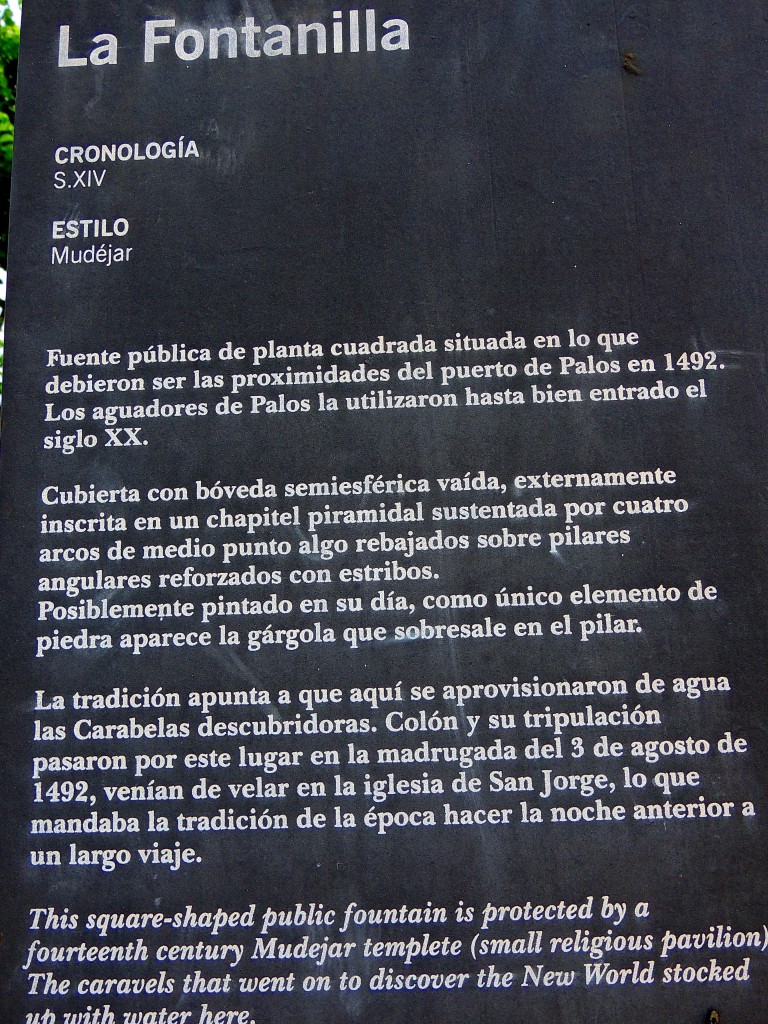 La Fontanilla
CRONOLOGÍA
S.XIV
ESTILO
Mudéjar
Fuente pública de planta cuadrada situada en lo que
debieron ser las proximidades del puerto de Palos en 1492.
Los aguadores de Palos la utilizaron hasta bien entrado el
siglo XX.
Cubierta con bóveda semiesférica vaída, externamente
inscrita en un chapitel piramidal sustentada por cuatro
arcos de medio punto algo rebajados sobre pilares
angulares reforzados con estribos.
Posiblemente pintado en su día, como único elemento de
piedra aparece la gárgola que sobresale en el pilar.
La tradición apunta a que aquí se aprovisionaron de agua
las Carabelas descubridoras. Colón y su tripulación
pasaron por este lugar en la madrugada del 3 de agosto de
1492, venían de velar en la iglesia de San Jorge, lo que
mandaba la tradición de la época hacer la noche anterior a
un largo viaje.
This square-shaped public fountain is protected by a
fourteenth century Mudejar templete (small religious pavilion)
The caravels that went on to discover the New World stocked
up with water here.